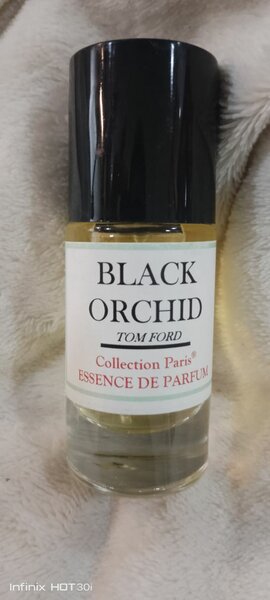 BLACK
ORCHID
TOM FORD
Collection Paris®
ESSENCE DE PARFUM
Infinix HOT30i